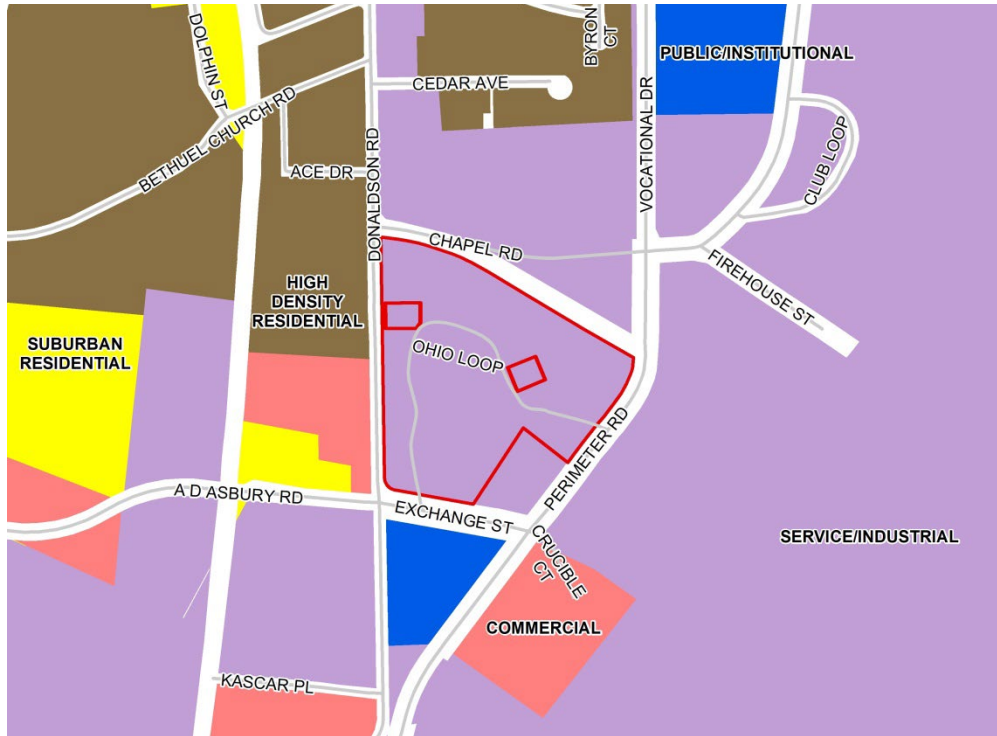 DOLPHIN ST
BYRON
CT
PUBLIC/INSTITUTIONAL
CEDAR AVE
BETHUEL CHURCH RD
VOCATIONAL DR
CLUB LOOP
ACE DR
DONALDSON RD
CHAPEL RD
FIREHOUSE ST
HIGH
DENSITY
RESIDENTIAL
SUBURBAN
RESIDENTIAL
OHIO LOOP
PERIMETER RD
A D ASBURY RD
EXCHANGE ST
CRUCIBLE
CT
SERVICE/INDUSTRIAL
COMMERCIAL
KASCAR PL